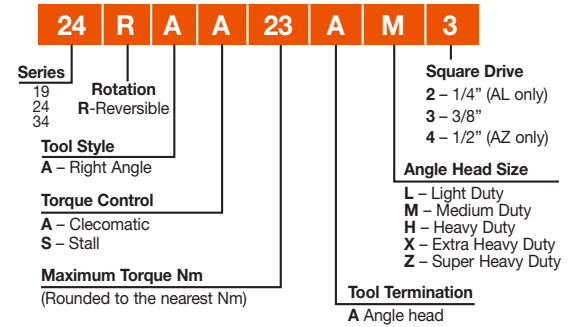 24 R A A 23 A M 3
Series
19
24
34
Rotation
R-Reversible
Tool Style
A – Right Angle
Torque Control
A – Clecomatic
S – Stall
Maximum Torque Nm
(Rounded to the nearest Nm)
Square Drive
2 – 1/4” (AL only)
3 – 3/8”
4 – 1/2” (AZ only)
Angle Head Size
L – Light Duty
M – Medium Duty
H – Heavy Duty
X – Extra Heavy Duty
Z – Super Heavy Duty
Tool Termination
A Angle head